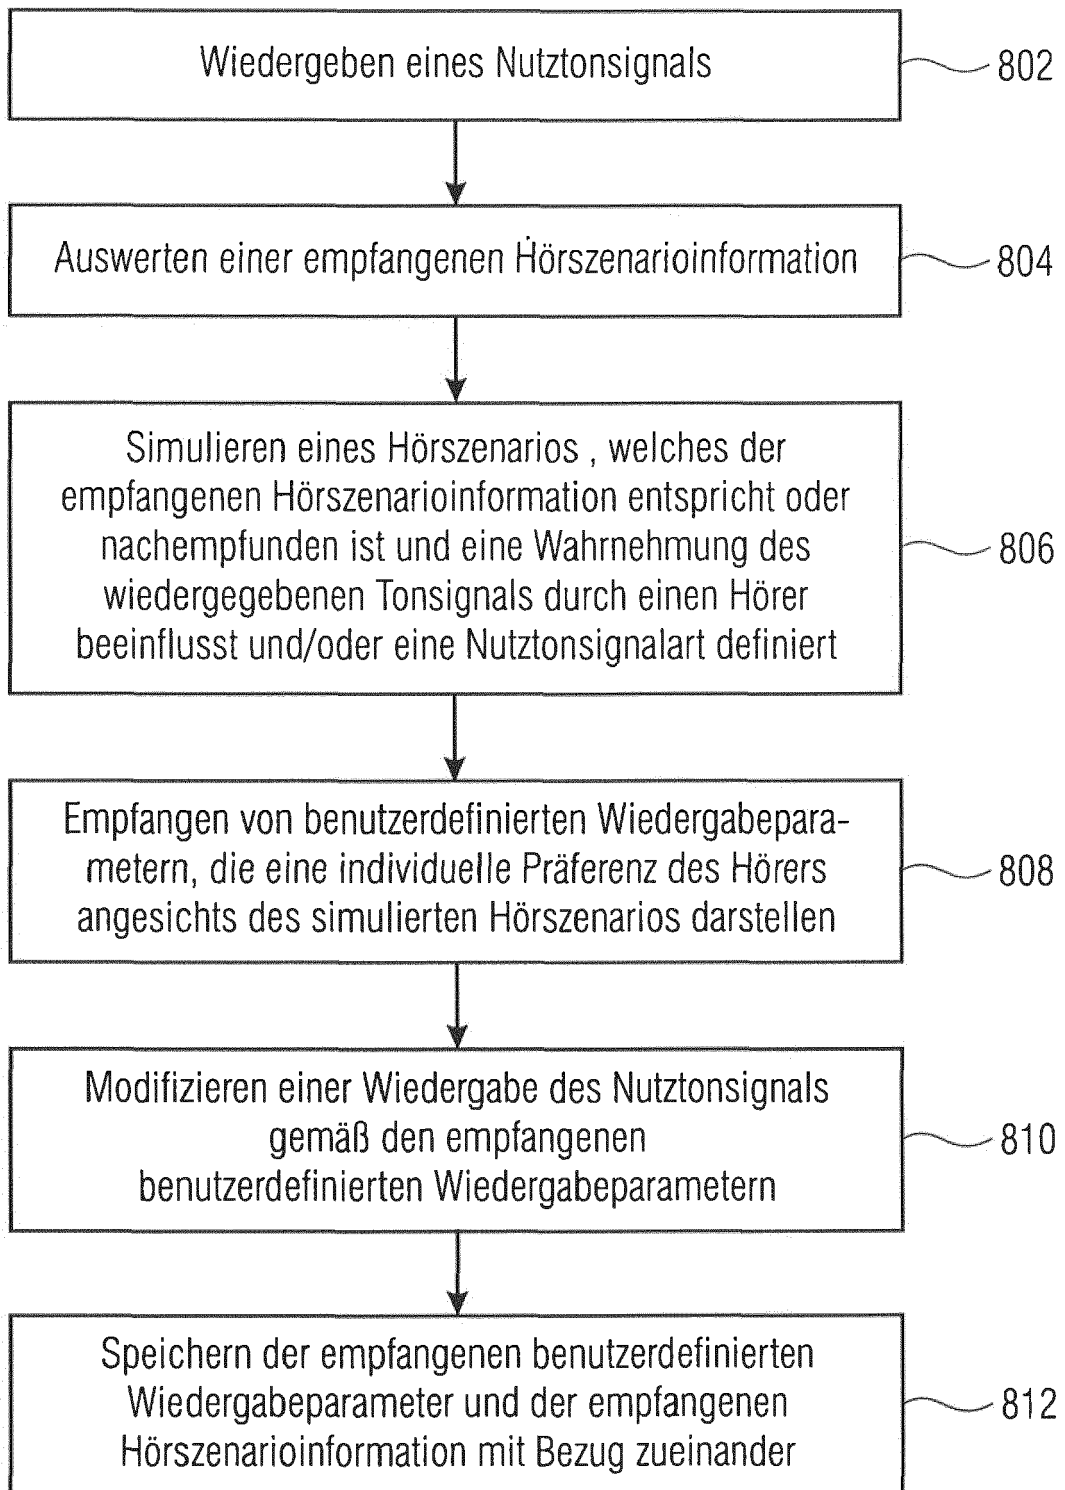 Wiedergeben eines Nutztonsignals
802
Auswerten einer empfangenen Hörszenarioinformation
804
Simulieren eines Hörszenarios , welches der
empfangenen Hörszenarioinformation entspricht oder
nachempfunden ist und eine Wahrnehmung des
wiedergegebenen Tonsignals durch einen Hörer
beeinflusst und/oder eine Nutztonsignalart definiert
806
Empfangen von benutzerdefinierten Wiedergabepara-
metern, die eine individuelle Präferenz des Hörers
angesichts des simulierten Hörszenarios darstellen
808
Modifizieren einer Wiedergabe des Nutztonsignals
gemäß den empfangenen
benutzerdefinierten Wiedergabeparametern
810
Speichern der empfangenen benutzerdefinierten
Wiedergabeparameter und der empfangenen
Hörszenarioinformation mit Bezug zueinander
812